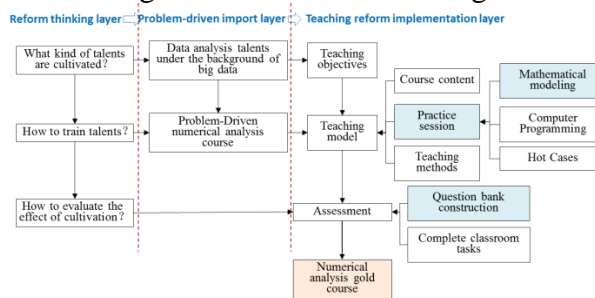 Reform thinking layer
Problem-driven import layer
Teaching reform implementation layer
What kind of talents
are cultivated?
Data analysis talents
under the background of
big data
Teaching
objectives
Course content
Mathematical
modeling
How to train talents?
Problem-Driven
numerical analysis
course
Teaching
model
Practice
session
Computer
Programming
Teaching
methods
Hot Cases
How to evaluate the
effect of cultivation?
Assessment
Question bank
construction
Complete classroom
tasks
Numerical
analysis gold
course